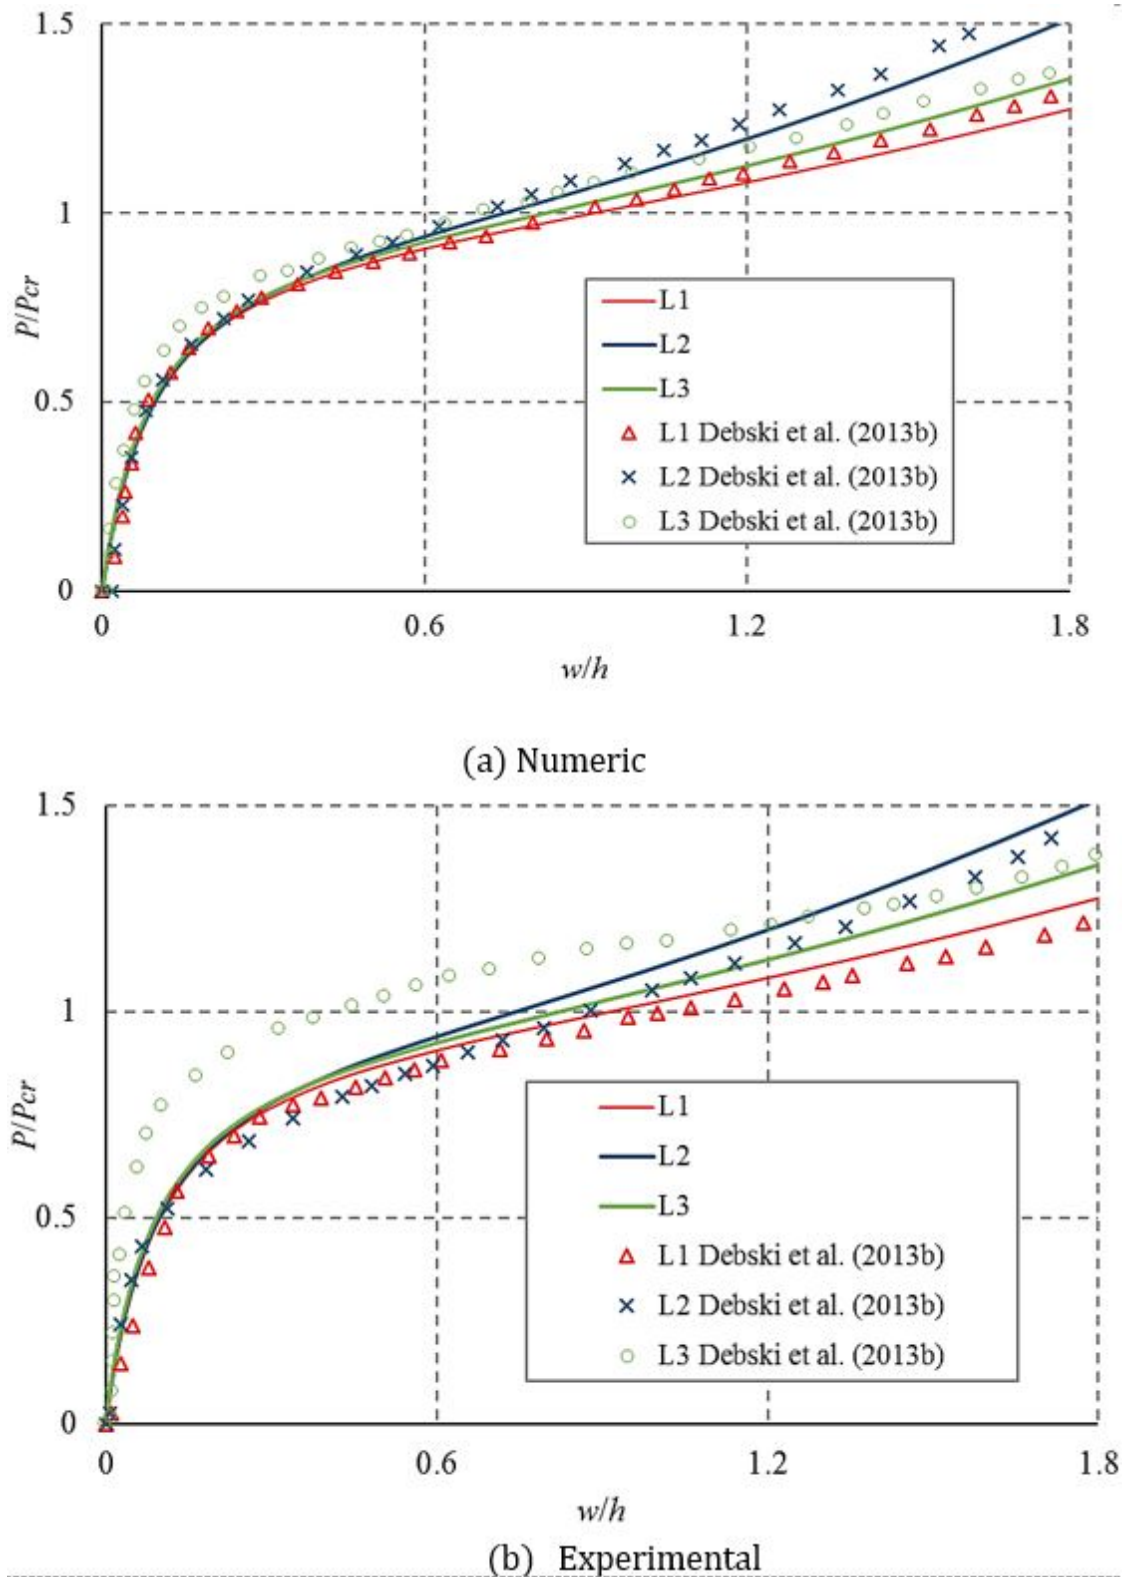 1.5
1
0.5
0
P/Pcr
L1
L2
L3
L1 Debski et al. (2013b)
L2 Debski et al. (2013b)
L3 Debski et al. (2013b)
0 0.6 1.2 1.8
w/h
(a) Numeric
1.5
1
0.5
0
P/Pcr
L1
L2
L3
L1 Debski et al. (2013b)
L2 Debski et al. (2013b)
L3 Debski et al. (2013b)
0 0.6 1.2 1.8
w/h
(b) Experimental